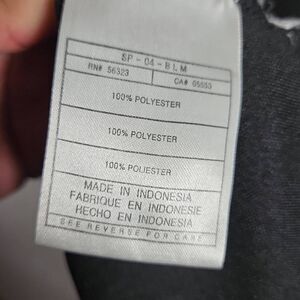 SP - 04 - BLM
RN# 56323 CA# 05553
100% POLYESTER
100% POLYESTER
100% POLIESTER
MADE IN INDONESIA
FABRIQUE EN INDONESIE
HECHO EN INDONESIA
SEE REVERSE FOR CARE